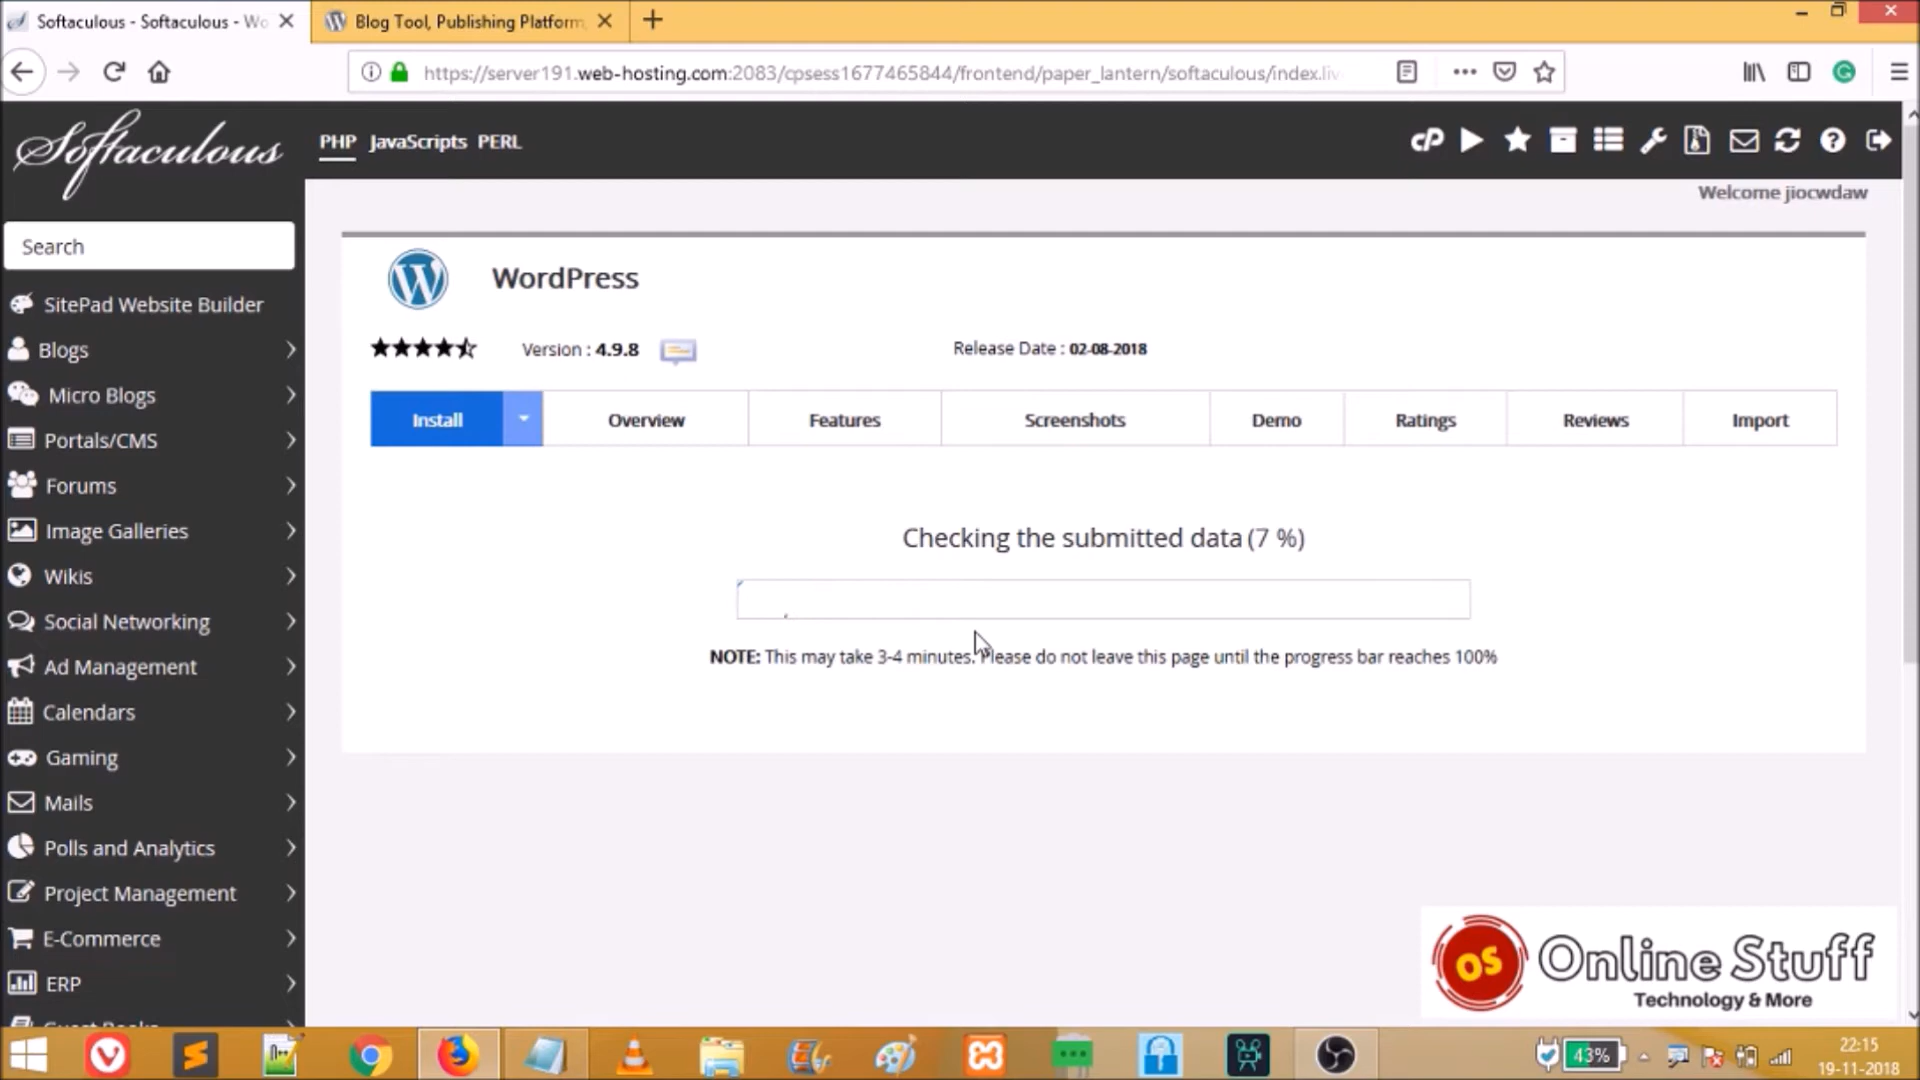 Softaculous - Softaculous - Wo
Blog Tool, Publishing Platform,
https://server191.web-hosting.com:2083/cpsess1677465844/frontend/paper_lantern/softaculous/index.liv
Softaculous
PHP JavaScripts PERL
cP
Welcome jiocwdaw
Search
WordPress
Version : 4.9.8
Release Date : 02-08-2018
Install
Overview
Features
Screenshots
Demo
Ratings
Reviews
Import
Checking the submitted data (7 %)
NOTE: This may take 3-4 minutes. Please do not leave this page until the progress bar reaches 100%
SitePad Website Builder
Blogs
Micro Blogs
Portals/CMS
Forums
Image Galleries
Wikis
Social Networking
Ad Management
Calendars
Gaming
Mails
Polls and Analytics
Project Management
E-Commerce
ERP
OS
Online Stuff
Technology & More
43%
22:15
19-11-2018